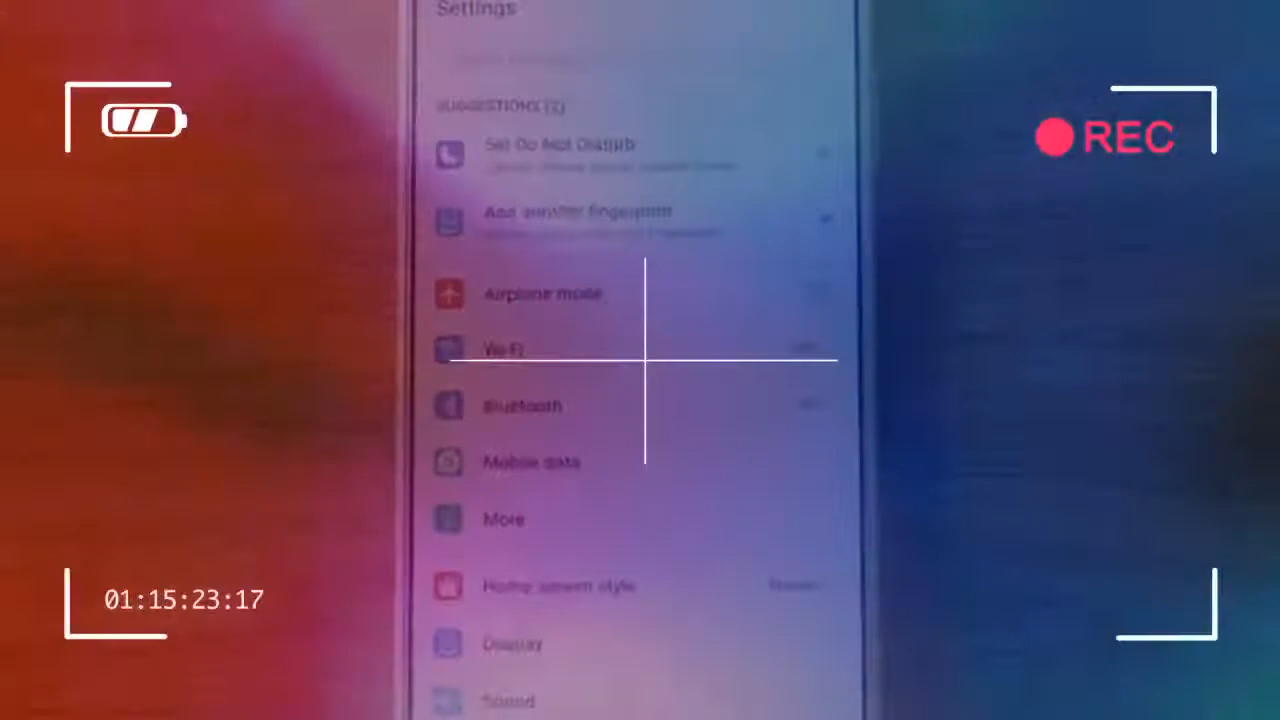 Settings
SUGGESTIONS (2)
REC
Set Do Not Disturb
Add another fingerprint
Airplane mode
Wi-Fi
Bluetooth
Mobile data
More
Home screen style
01:15:23:17
Display
Sound